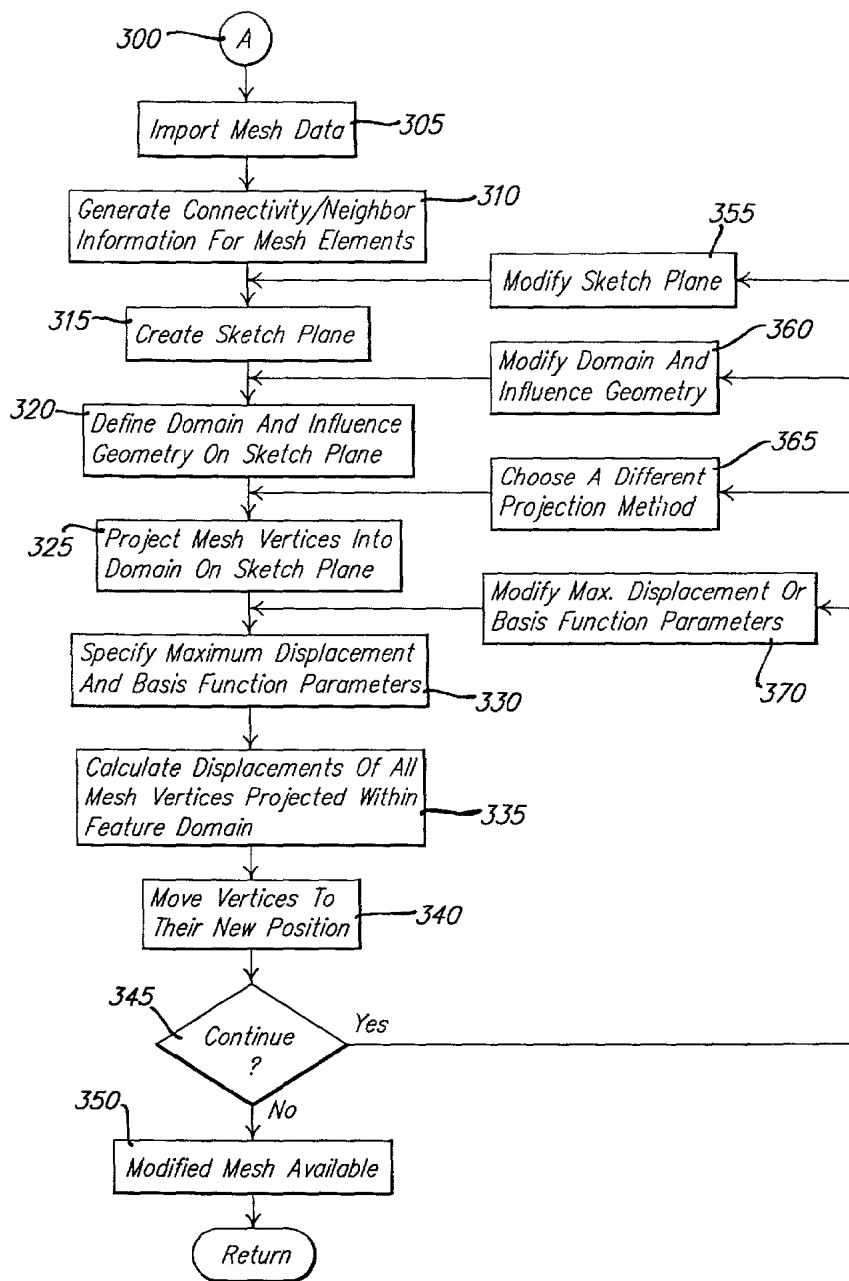 300
A
Import Mesh Data
305
Generate Connectivity/Neighbor
Information For Mesh Elements
310
355
Modify Sketch Plane
315
Create Sketch Plane
360
Modify Domain And
Influence Geometry
320
Define Domain And Influence
Geometry On Sketch Plane
365
Choose A Different
Projection Method
325
Project Mesh Vertices Into
Domain On Sketch Plane
Modify Max. Displacement Or
Basis Function Parameters
370
Specify Maximum Displacement
And Basis Function Parameters
330
Calculate Displacements Of All
Mesh Vertices Projected Within
Feature Domain
335
Move Vertices To
Their New Position
340
345
Continue
?
Yes
No
350
Modified Mesh Available
Return